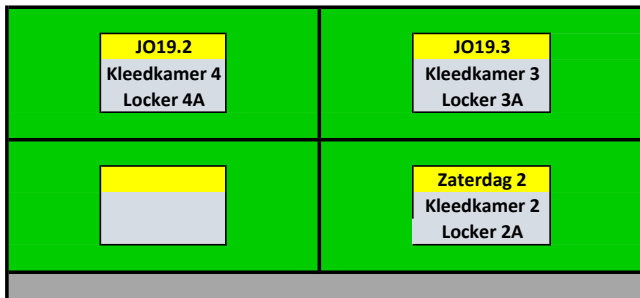 JO19.2
Kleedkamer 4
Locker 4A
JO19.3
Kleedkamer 3
Locker 3A
Zaterdag 2
Kleedkamer 2
Locker 2A